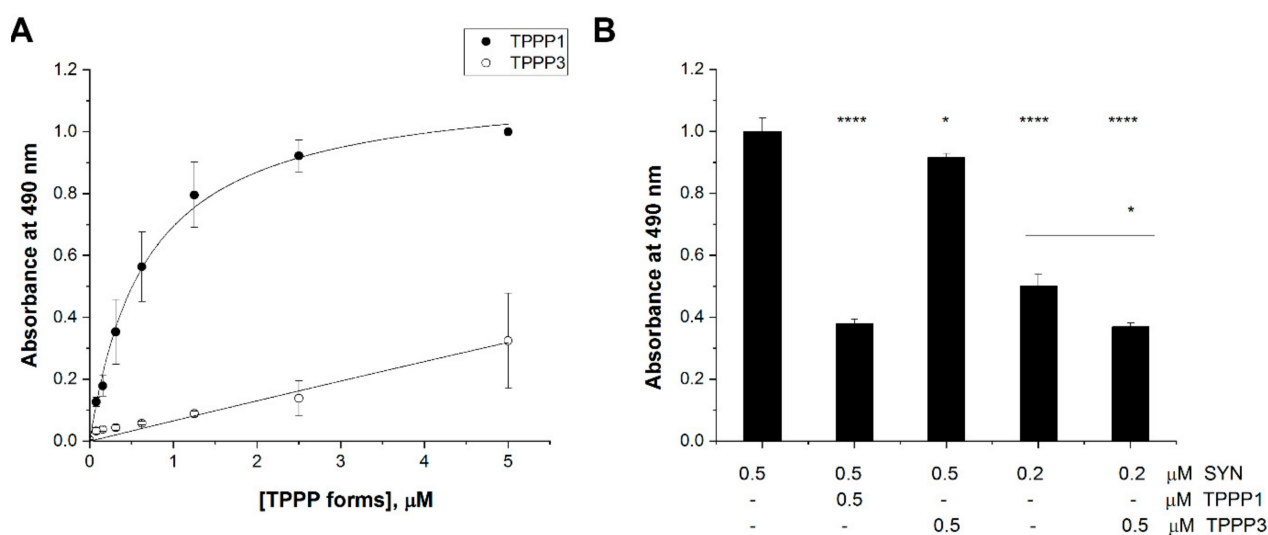 A
TPPP1
TPPP3
1.2
1.0
0.8
0.6
0.4
0.2
0.0
0 1 2 3 4 5
Absorbance at 490 nm
[TPPP forms], μM
B
1.2
1.0
0.8
0.6
0.4
0.2
0.0
Absorbance at 490 nm
**** * **** ****
*
0.5 0.5 0.5 0.2 0.2 μM SYN
- 0.5 - - - μM TPPP1
- - 0.5 - 0.5 μM TPPP3